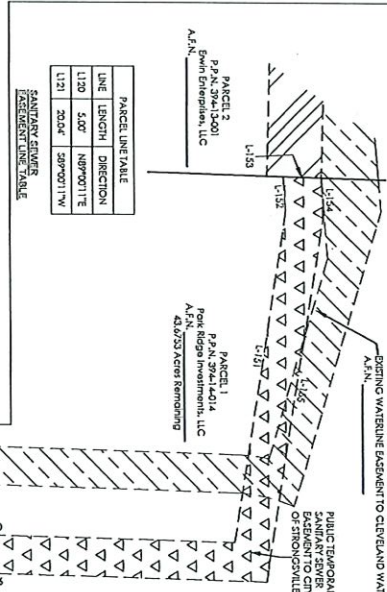 EXISTING WATERLINE EASEMENT TO CLEVELAND WAT
A.F.N.
PUBLIC TEMPORA
SANITARY SEWER
EASEMENT TO CIT
OF STRONGSVILLE
L-154
L-155
L-153
L-152
L-151
PARCEL 2
P.P.N. 394-13-001
Erwin Enterprises, LLC
A.F.N.
PARCEL 1
P.P.N. 394-14-014
Park Ridge Investments, LLC
A.F.N.
43.6753 Acres Remaining
PARCEL LINE TABLE
LINE LENGTH DIRECTION
L120 5.00' N89°00'11"E
L121 20.04' S89°00'11"W
SANITARY SEWER
EASEMENT LINE TABLE